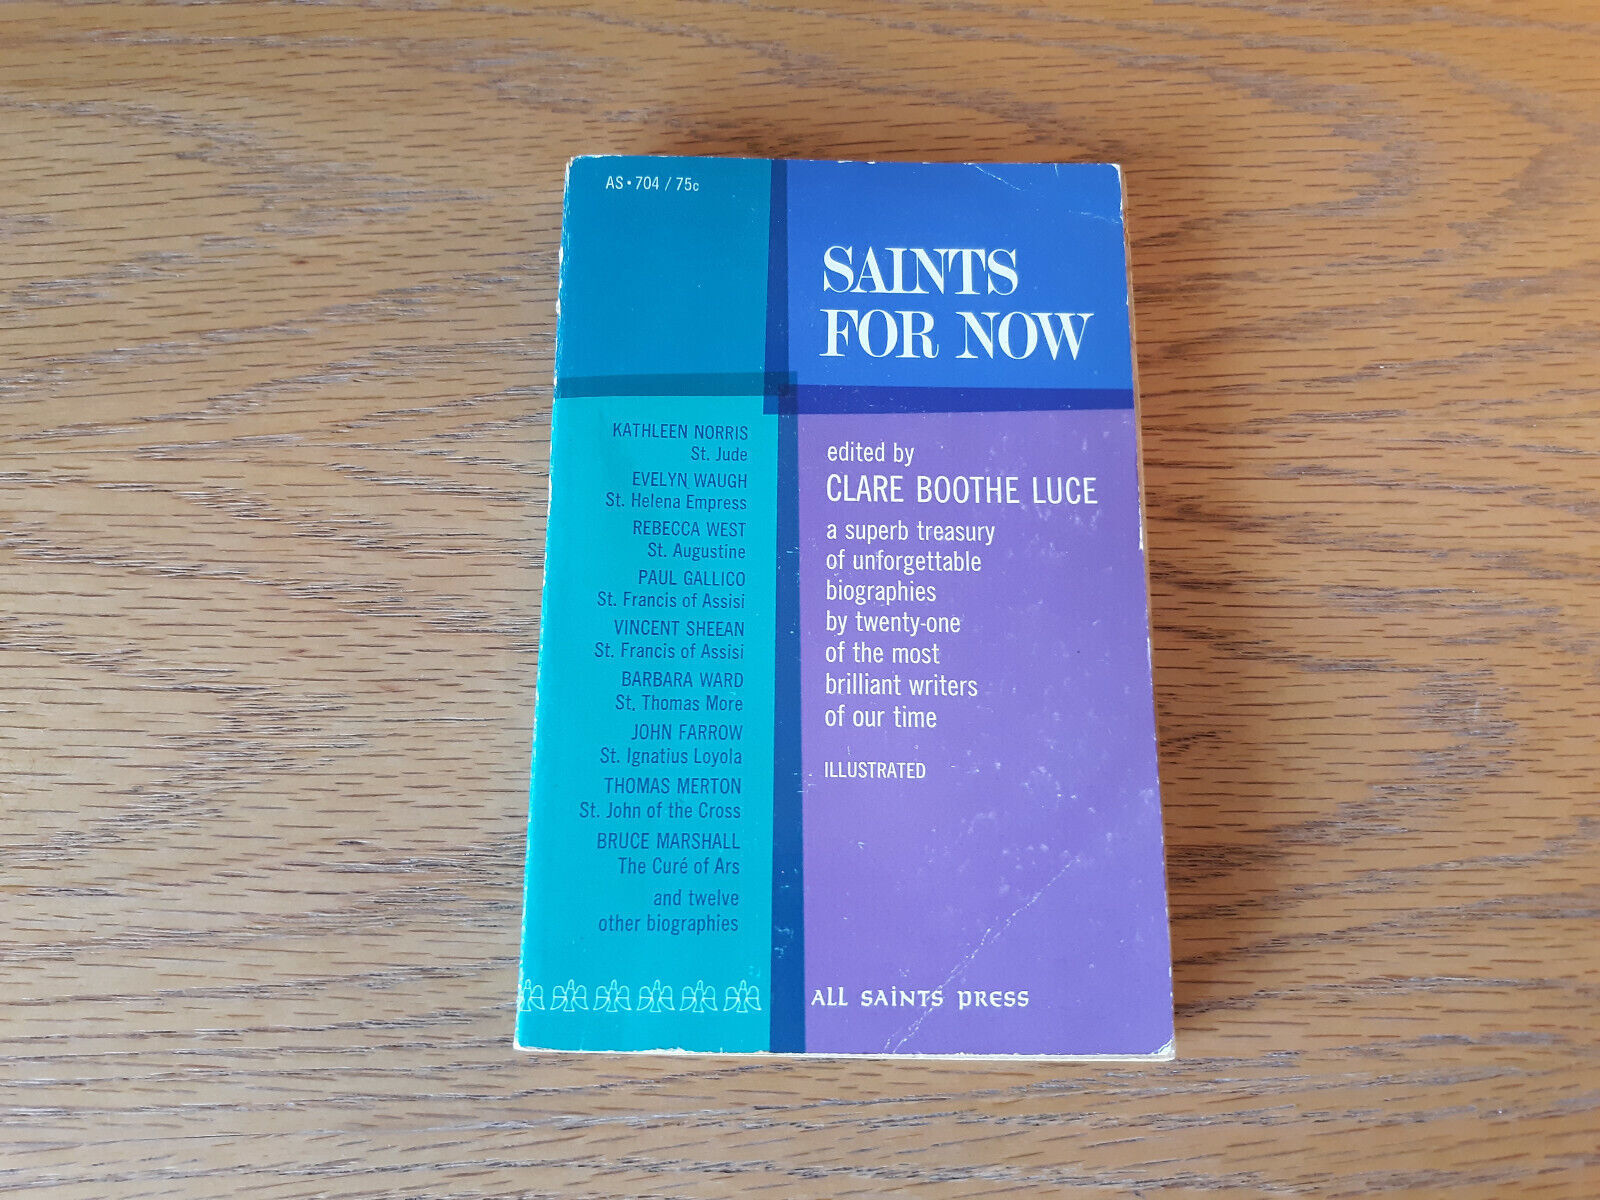 AS • 704 / 75c
SAINTS
FOR NOW
KATHLEEN NORRIS
St. Jude
EVELYN WAUGH
St. Helena Empress
REBECCA WEST
St. Augustine
PAUL GALLICO
St. Francis of Assisi
VINCENT SHEEAN
St. Francis of Assisi
BARBARA WARD
St. Thomas More
JOHN FARROW
St. Ignatius Loyola
THOMAS MERTON
St. John of the Cross
BRUCE MARSHALL
The Curé of Ars
and twelve
other biographies
edited by
CLARE BOOTHE LUCE
a superb treasury
of unforgettable
biographies
by twenty-one
of the most
brilliant writers
of our time
ILLUSTRATED
ALL SAINTS PRESS